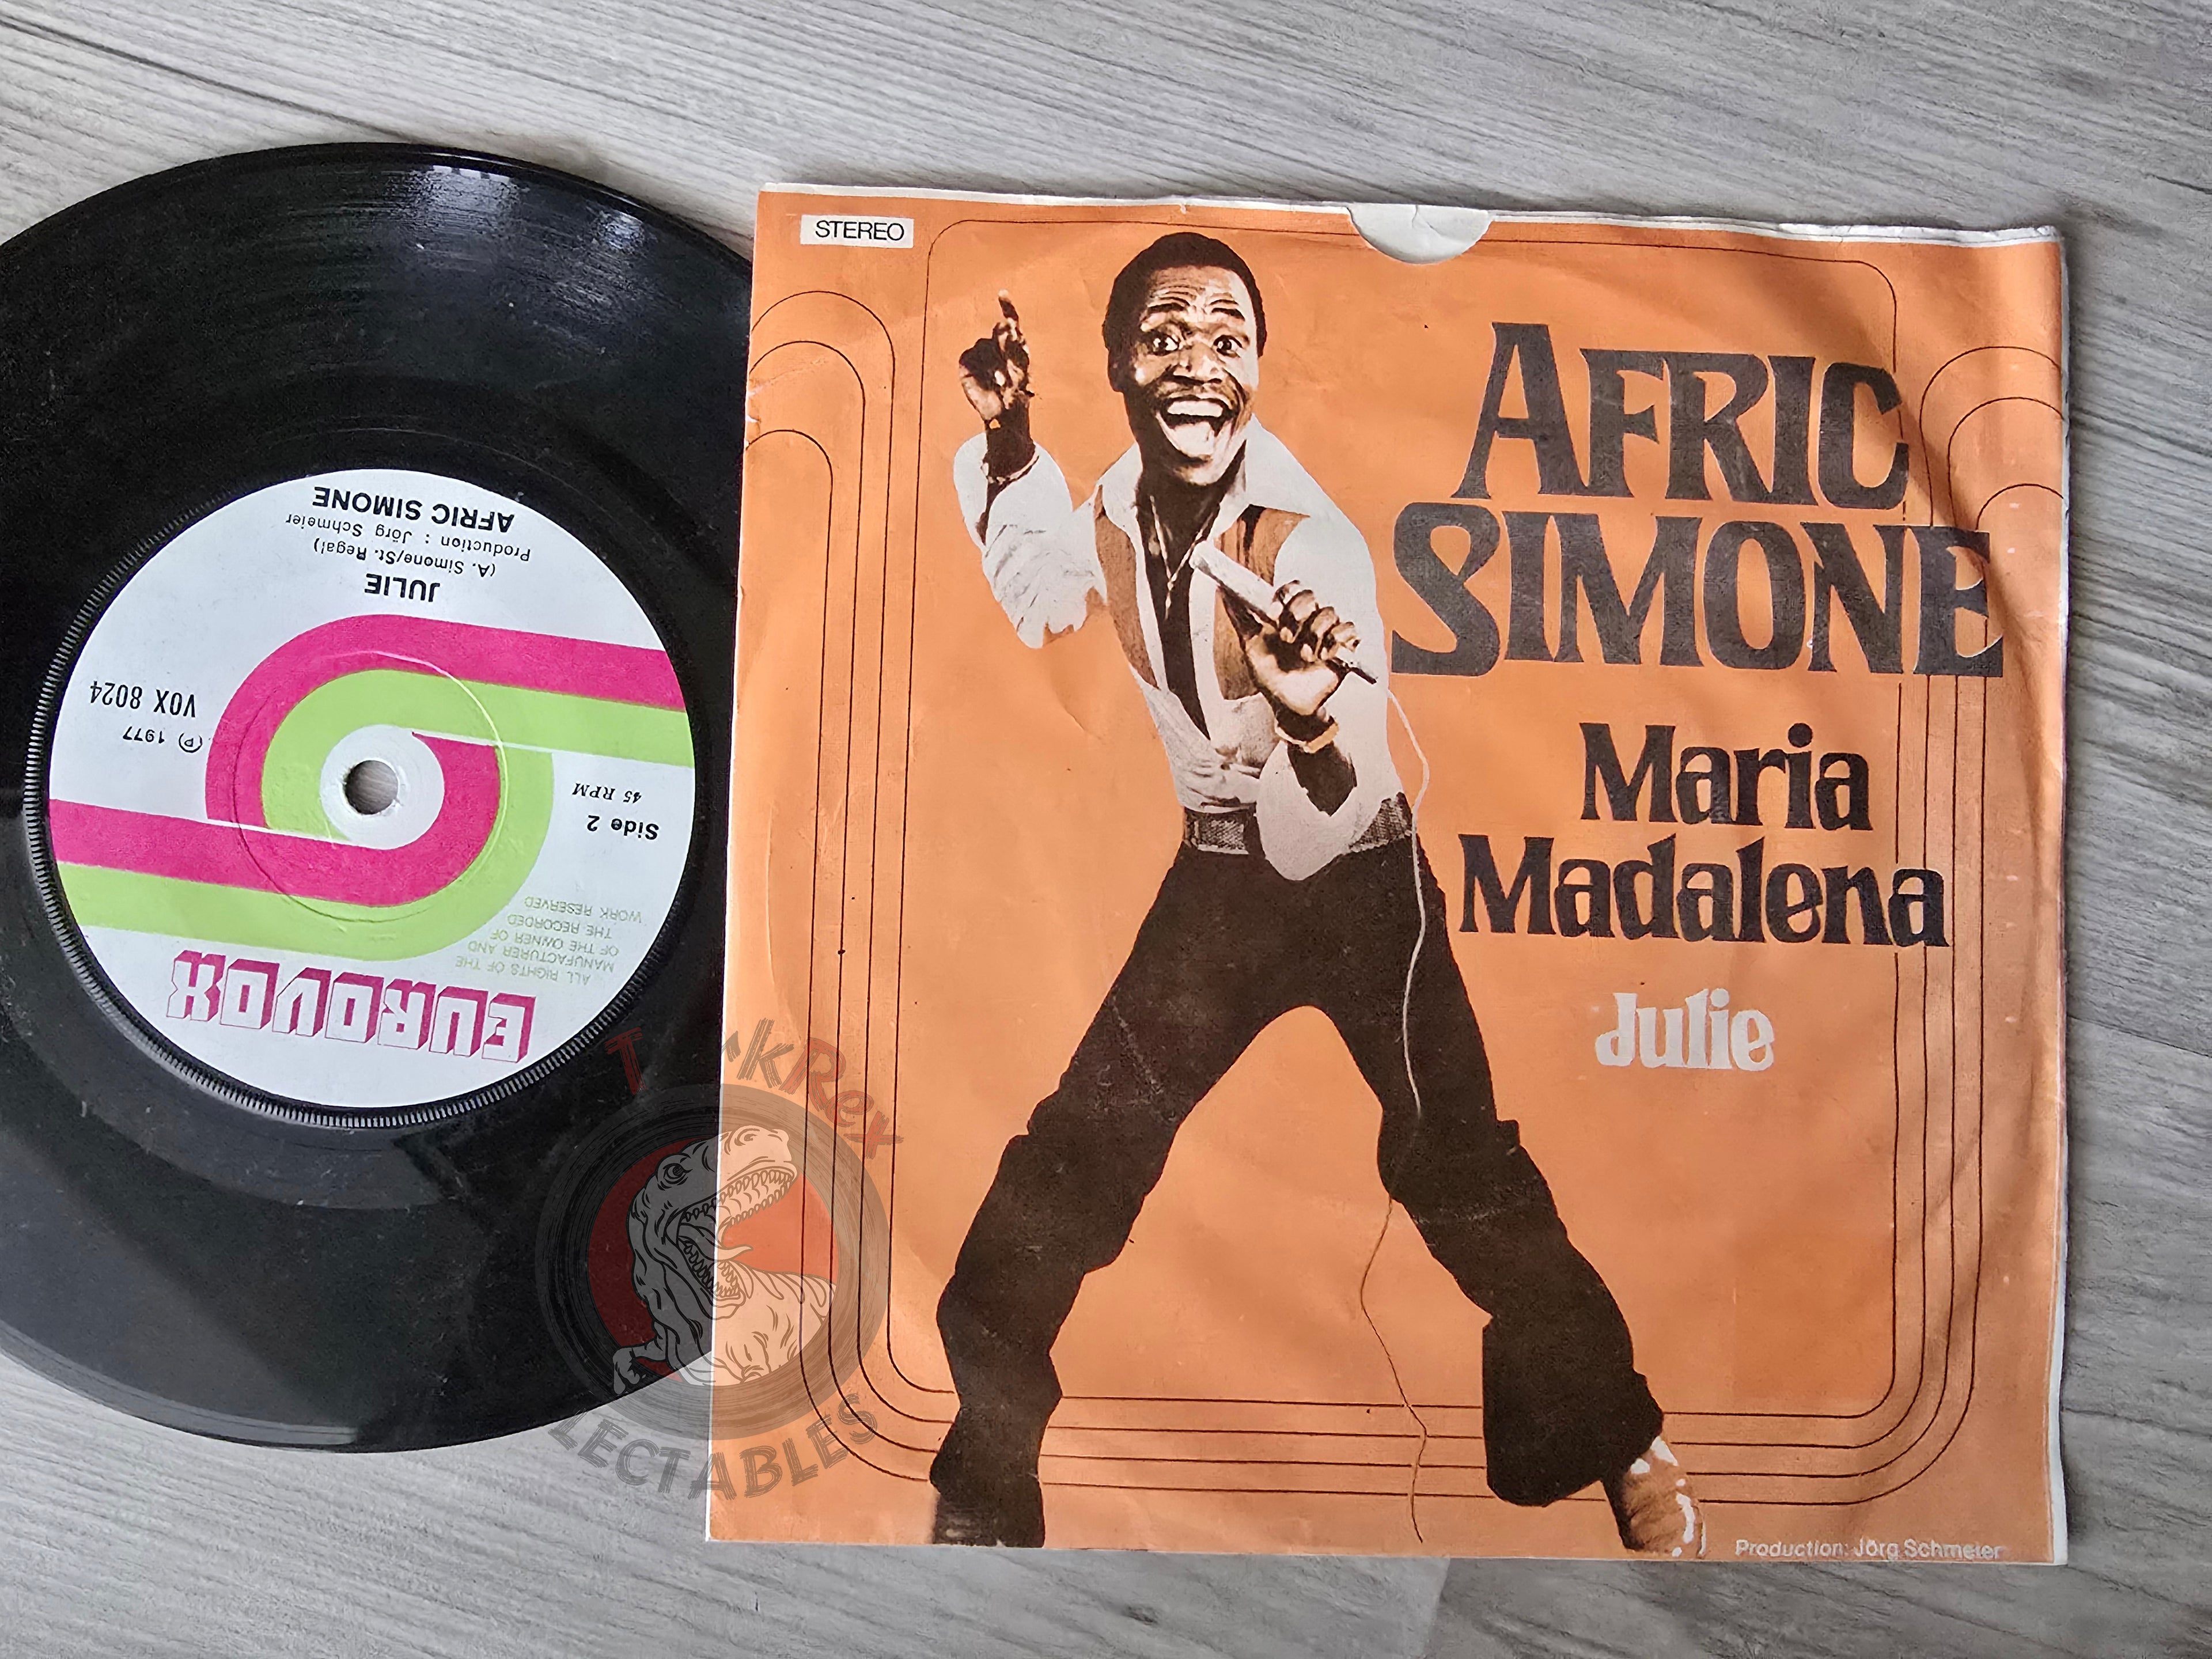 STEREO
AFRIC
SIMONE
Maria
Madalena
Julie
Production: Jörg Schmeier
EUROVOX
ALL RIGHTS OF THE
MANUFACTURER AND
OF THE OWNER OF
THE RECORDED
WORK RESERVED
Side 2
45 RPM
℗ 1977
VOX 8024
JULIE
(A. Simone/St. Regal)
Production : Jörg Schmeier
AFRIC SIMONE